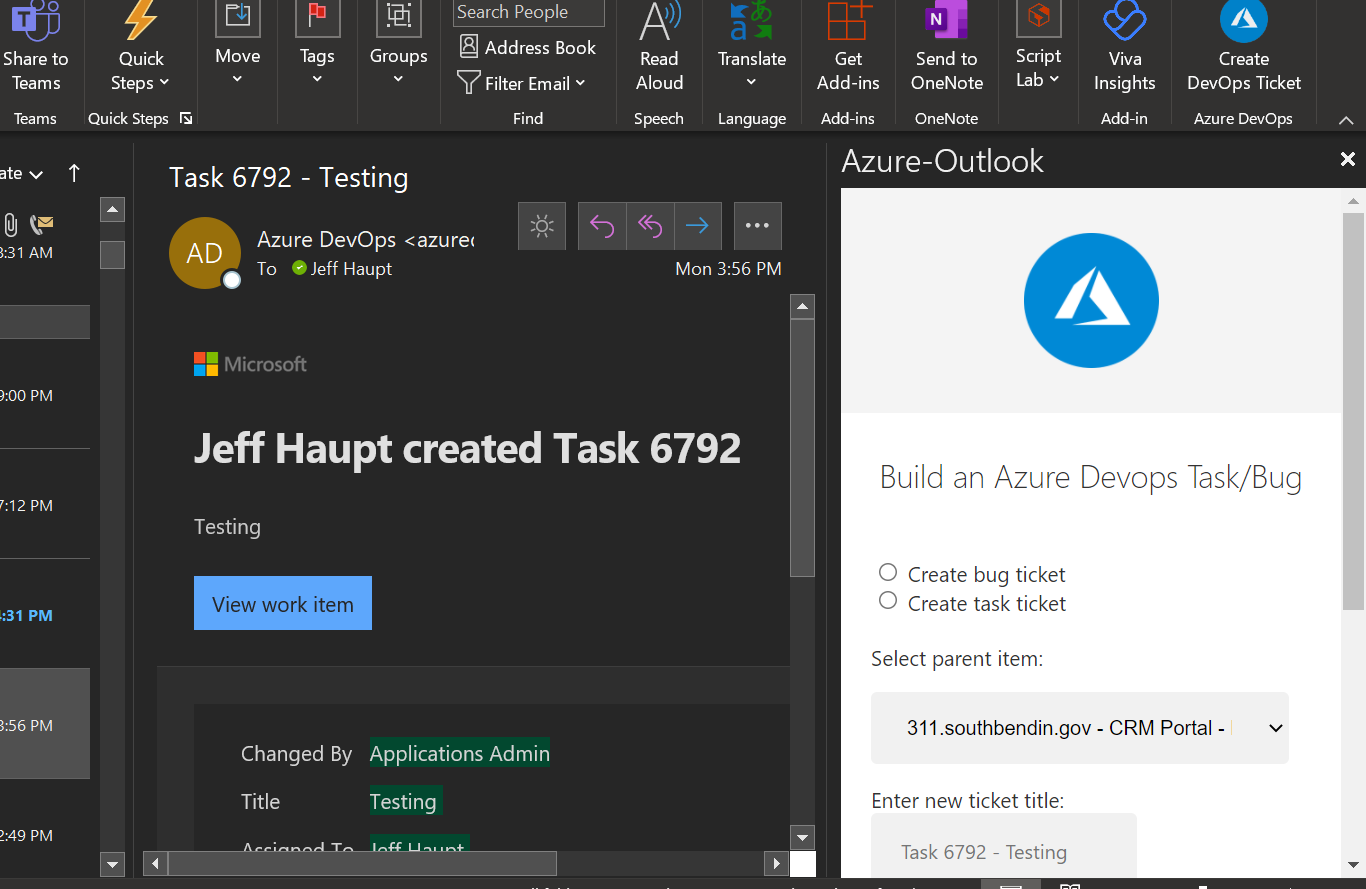 Share to
Teams
Teams
Quick
Steps
Quick Steps
Move
Tags
Groups
Search People
Address Book
Filter Email
Find
Read
Aloud
Speech
Translate
Language
Get
Add-ins
Add-ins
N
Send to
OneNote
OneNote
Script
Lab
Viva
Insights
Add-in
Create
DevOps Ticket
Azure DevOps
ate
8:31 AM
9:00 PM
7:12 PM
:31 PM
3:56 PM
2:49 PM
Task 6792 - Testing
AD
Azure DevOps <azured
To Jeff Haupt
Mon 3:56 PM
Microsoft
Jeff Haupt created Task 6792
Testing
View work item
Changed By Applications Admin
Title Testing
Assigned To Jeff Haupt
Azure-Outlook
Build an Azure Devops Task/Bug
Create bug ticket
Create task ticket
Select parent item:
311.southbendin.gov - CRM Portal -
Enter new ticket title:
Task 6792 - Testing